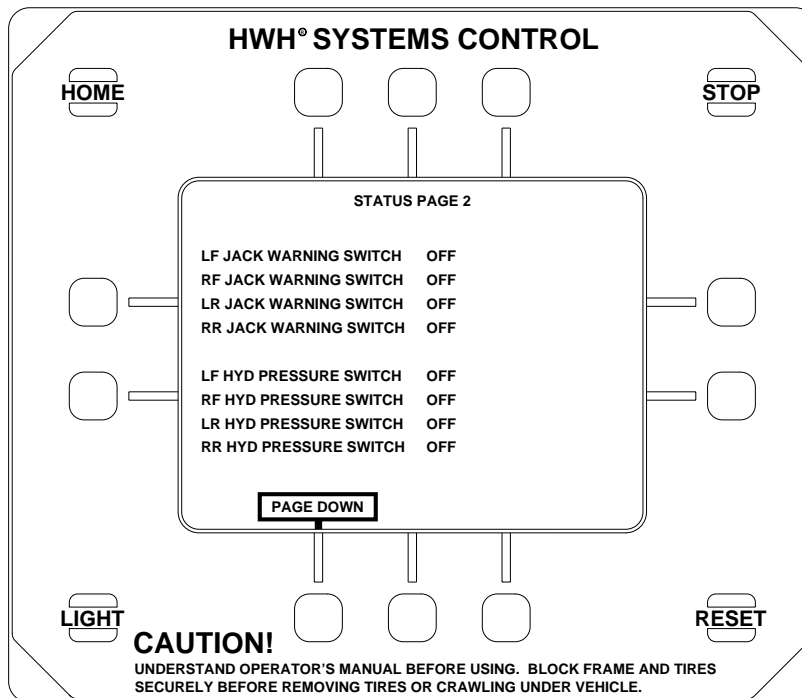 HWH® SYSTEMS CONTROL
HOME
STOP
STATUS PAGE 2
LF JACK WARNING SWITCH OFF
RF JACK WARNING SWITCH OFF
LR JACK WARNING SWITCH OFF
RR JACK WARNING SWITCH OFF
LF HYD PRESSURE SWITCH OFF
RF HYD PRESSURE SWITCH OFF
LR HYD PRESSURE SWITCH OFF
RR HYD PRESSURE SWITCH OFF
PAGE DOWN
LIGHT
RESET
CAUTION!
UNDERSTAND OPERATOR'S MANUAL BEFORE USING. BLOCK FRAME AND TIRES
SECURELY BEFORE REMOVING TIRES OR CRAWLING UNDER VEHICLE.